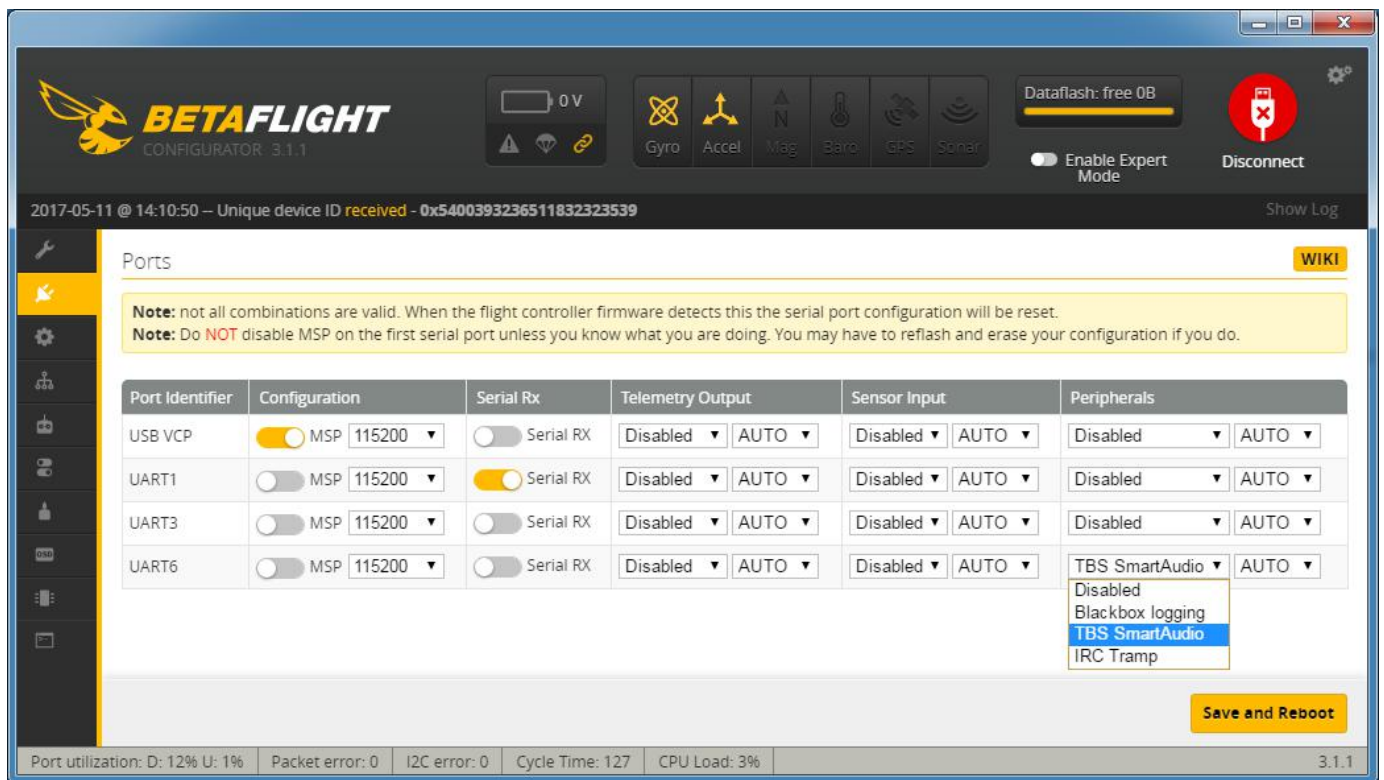 0 V
Dataflash: free 0B
BETAFLIGHT
CONFIGURATOR 3.1.1
N
Gyro Accel Mag Baro GPS Sonar
Enable Expert Mode
Disconnect
2017-05-11 @ 14:10:50 -- Unique device ID received - 0x54003932365118323​23539
Show Log
Ports
WIKI
Note: not all combinations are valid. When the flight controller firmware detects this the serial port configuration will be reset.
Note: Do NOT disable MSP on the first serial port unless you know what you are doing. You may have to reflash and erase your configuration if you do.
Port Identifier Configuration Serial Rx Telemetry Output Sensor Input Peripherals
USB VCP MSP 115200 Serial RX Disabled AUTO Disabled AUTO Disabled AUTO
UART1 MSP 115200 Serial RX Disabled AUTO Disabled AUTO Disabled AUTO
UART3 MSP 115200 Serial RX Disabled AUTO Disabled AUTO Disabled AUTO
UART6 MSP 115200 Serial RX Disabled AUTO Disabled AUTO TBS SmartAudio AUTO
Disabled
Blackbox logging
TBS SmartAudio
IRC Tramp
OSD
Save and Reboot
Port utilization: D: 12% U: 1% Packet error: 0 I2C error: 0 Cycle Time: 127 CPU Load: 3% 3.1.1